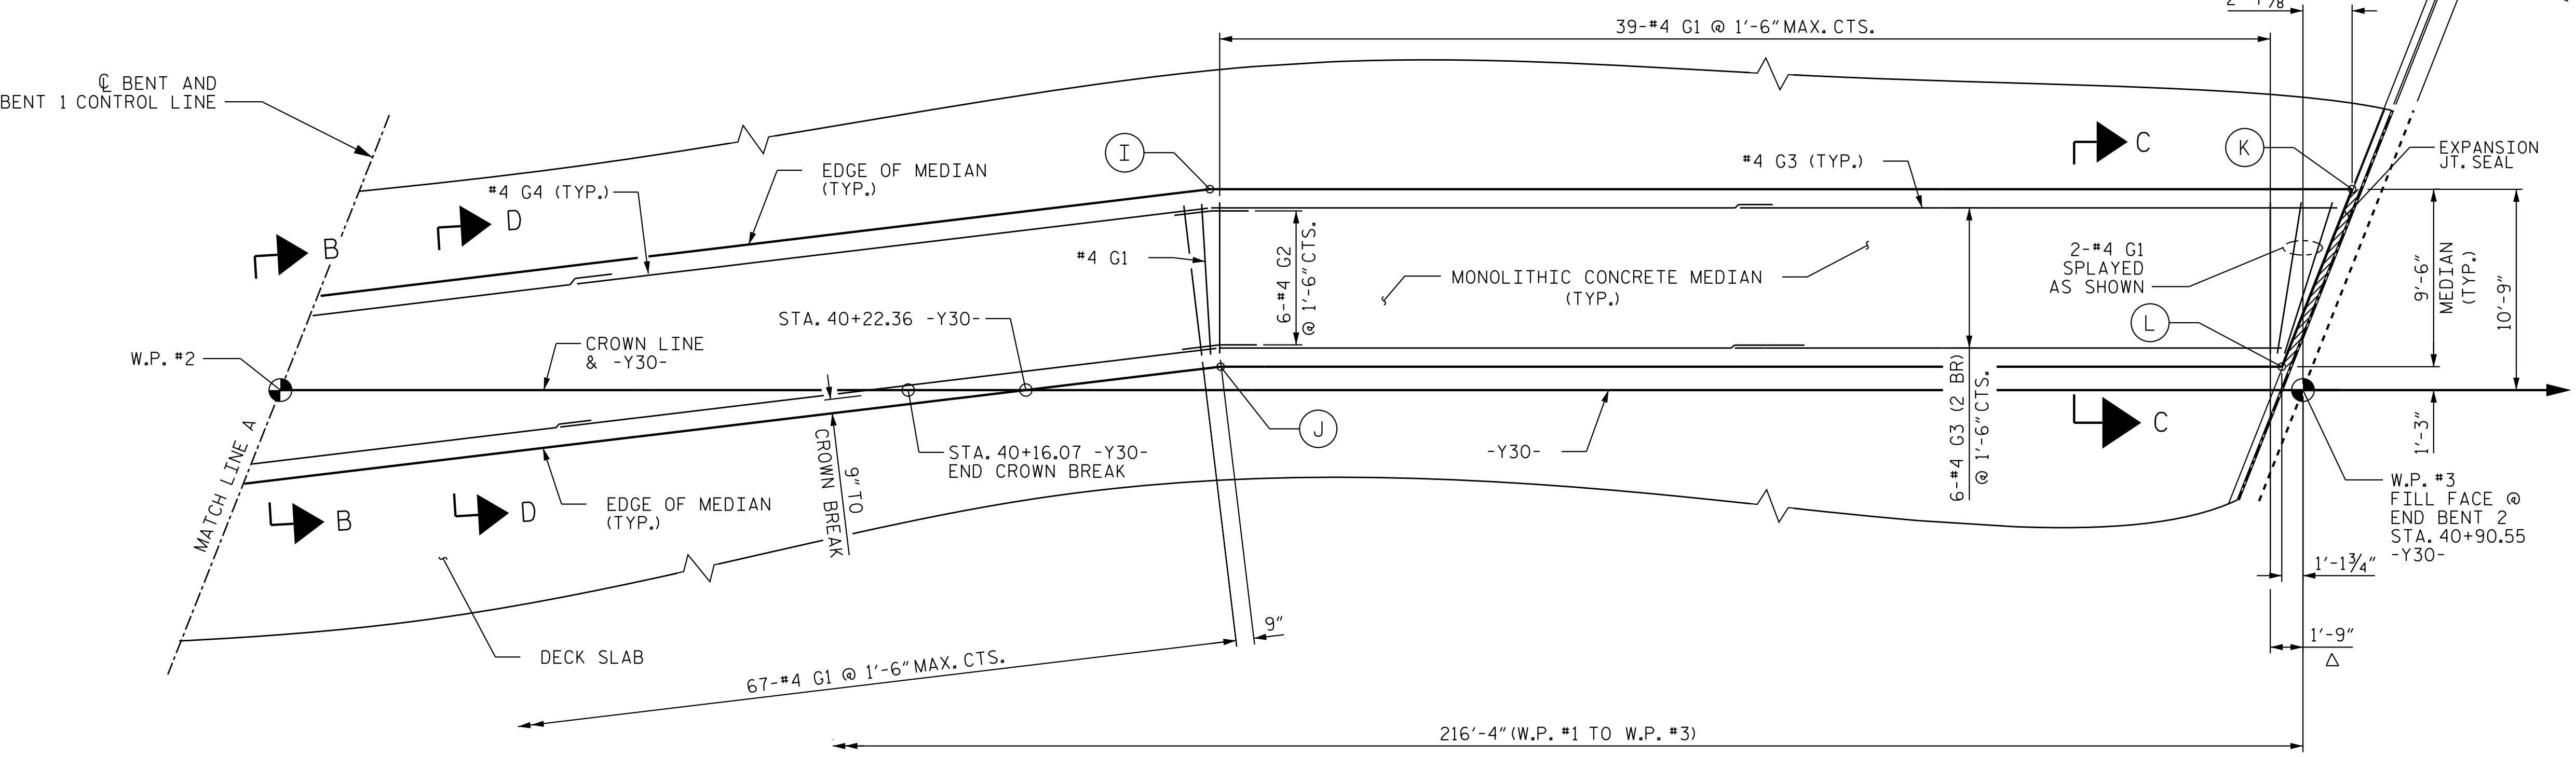 39-#4 G1 @ 1'-6" MAX. CTS.
℄ BENT AND
BENT 1 CONTROL LINE
I
C
K
EXPANSION
JT. SEAL
EDGE OF MEDIAN
(TYP.)
#4 G3 (TYP.)
#4 G4 (TYP.)
D
B
#4 G1
6-#4 G2
@ 1'-6" CTS.
MONOLITHIC CONCRETE MEDIAN
(TYP.)
2-#4 G1
SPLAYED
AS SHOWN
9'-6"
MEDIAN
(TYP.)
10'-9"
STA. 40+22.36 -Y30-
L
CROWN LINE
& -Y30-
W.P. #2
6-#4 G3 (2 BR)
@ 1'-6" CTS.
J
C
1'-3"
MATCH LINE A
9" TO
CROWN BREAK
STA. 40+16.07 -Y30-
END CROWN BREAK
-Y30-
W.P. #3
FILL FACE @
END BENT 2
STA. 40+90.55
-Y30-
EDGE OF MEDIAN
(TYP.)
D
B
1'-1¾"
9"
1'-9"
△
DECK SLAB
67-#4 G1 @ 1'-6" MAX. CTS.
216'-4" (W.P. #1 TO W.P. #3)